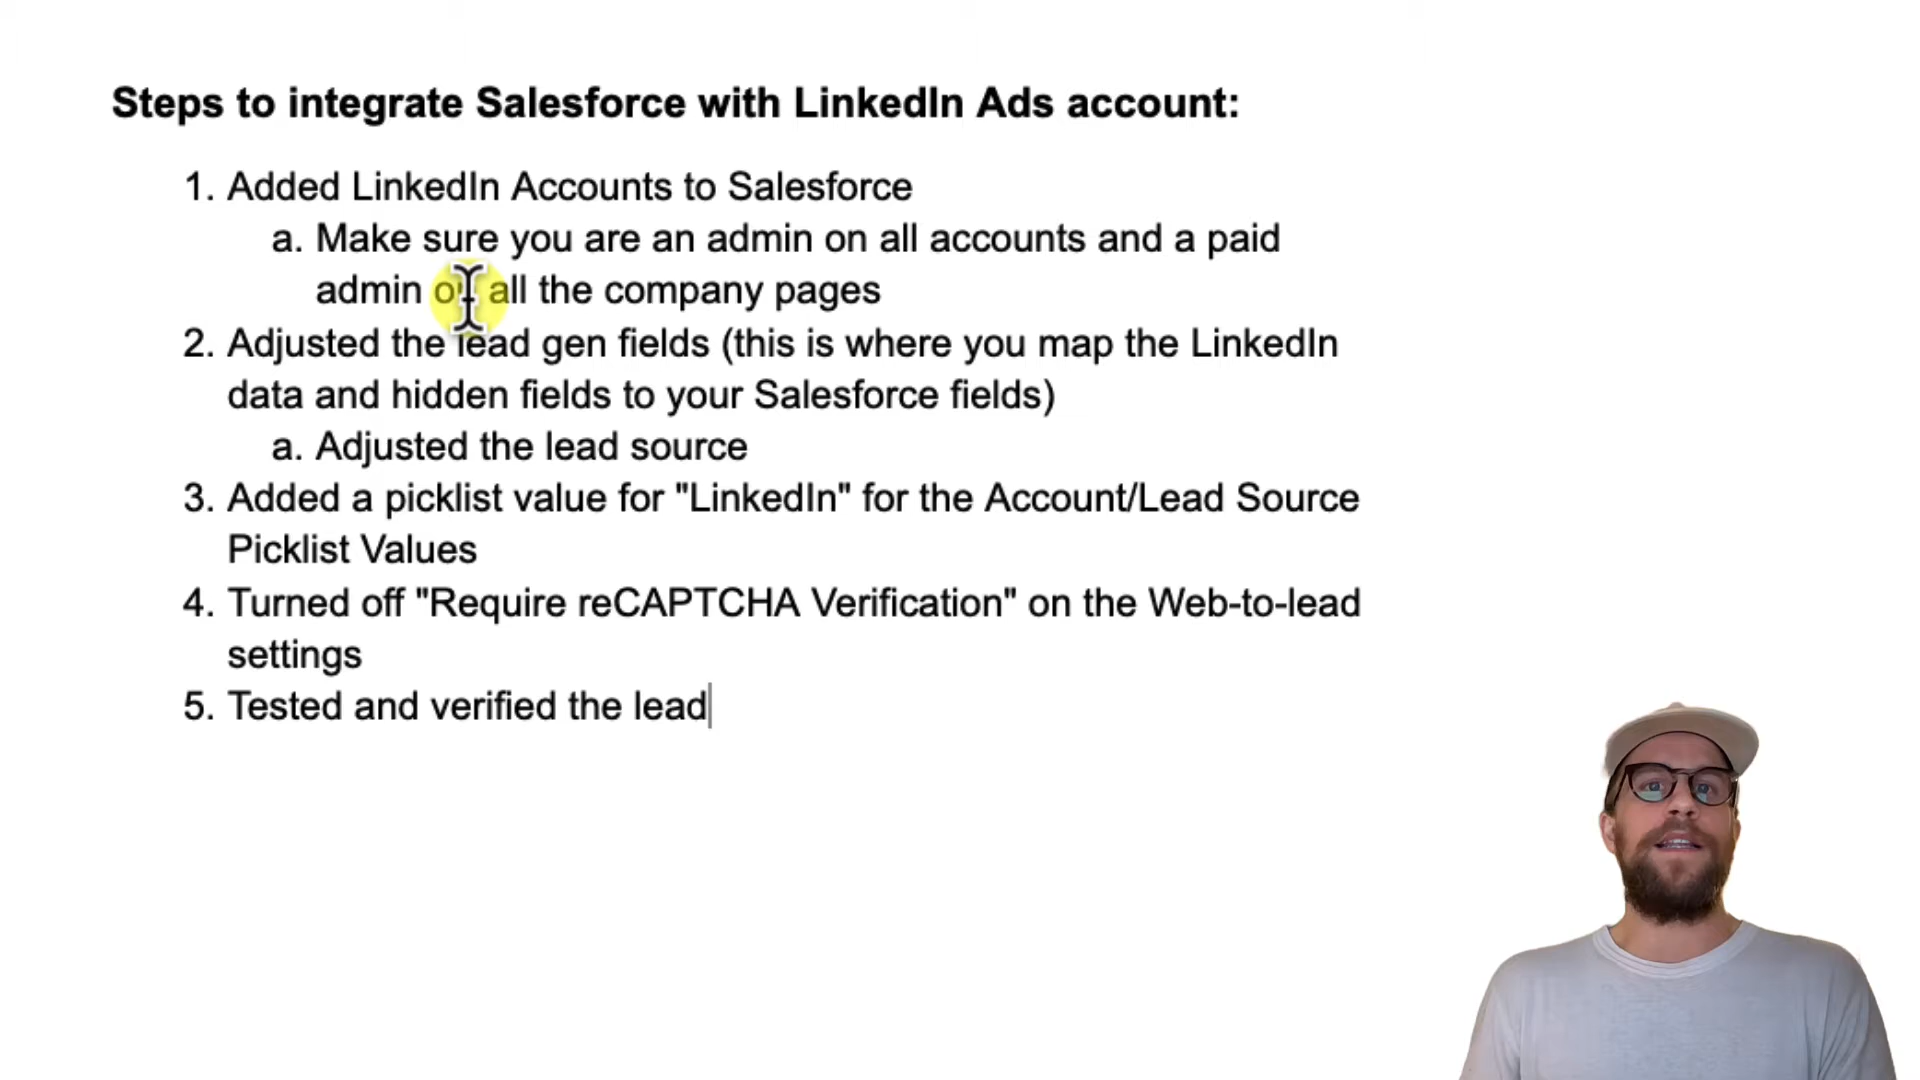 Steps to integrate Salesforce with LinkedIn Ads account:
1. Added LinkedIn Accounts to Salesforce
a. Make sure you are an admin on all accounts and a paid
admin all the company pages
2. Adjusted the lead gen fields (this is where you map the LinkedIn
data and hidden fields to your Salesforce fields)
a. Adjusted the lead source
3. Added a picklist value for "LinkedIn" for the Account/Lead Source
Picklist Values
4. Turned off "Require reCAPTCHA Verification" on the Web-to-lead
settings
5. Tested and verified the lead